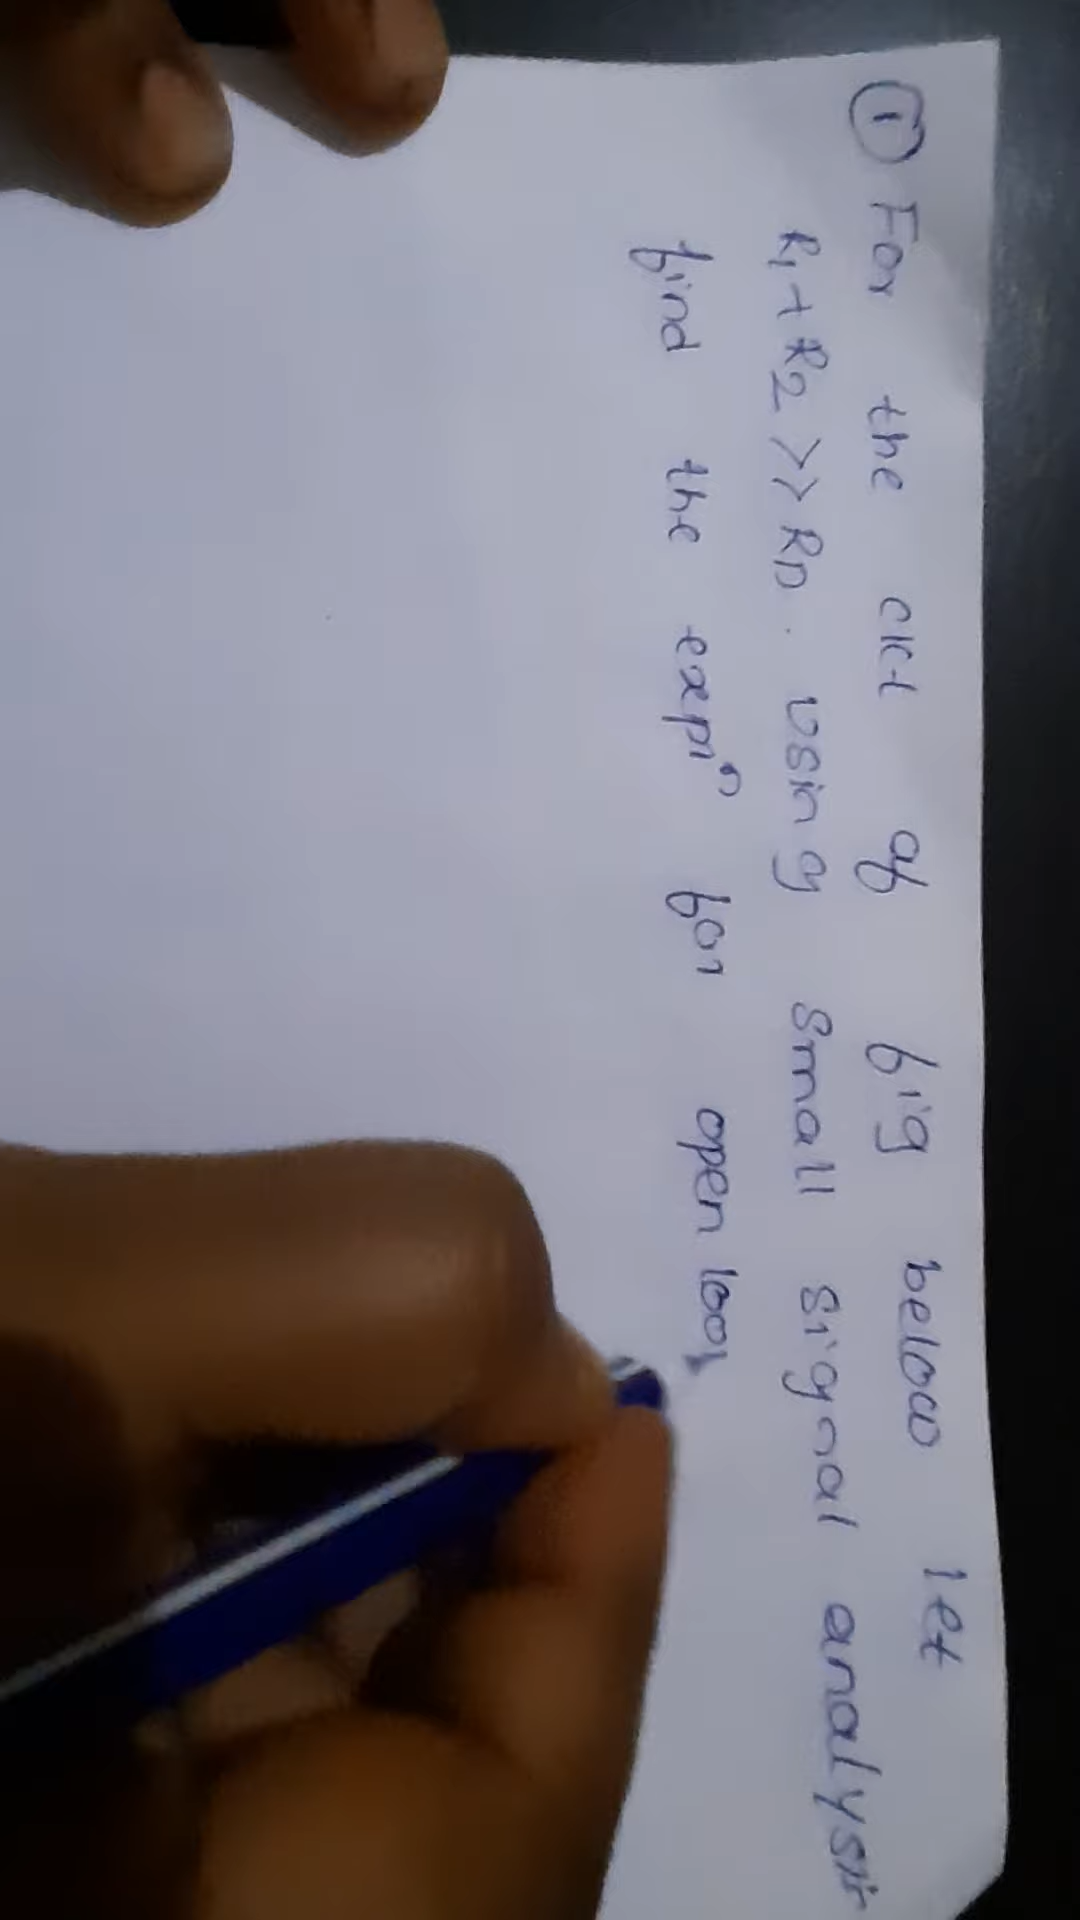 ① For the ckt of fig below let
R1 + R2 >> RD. using small signal analysis
find the expr^n for open loop